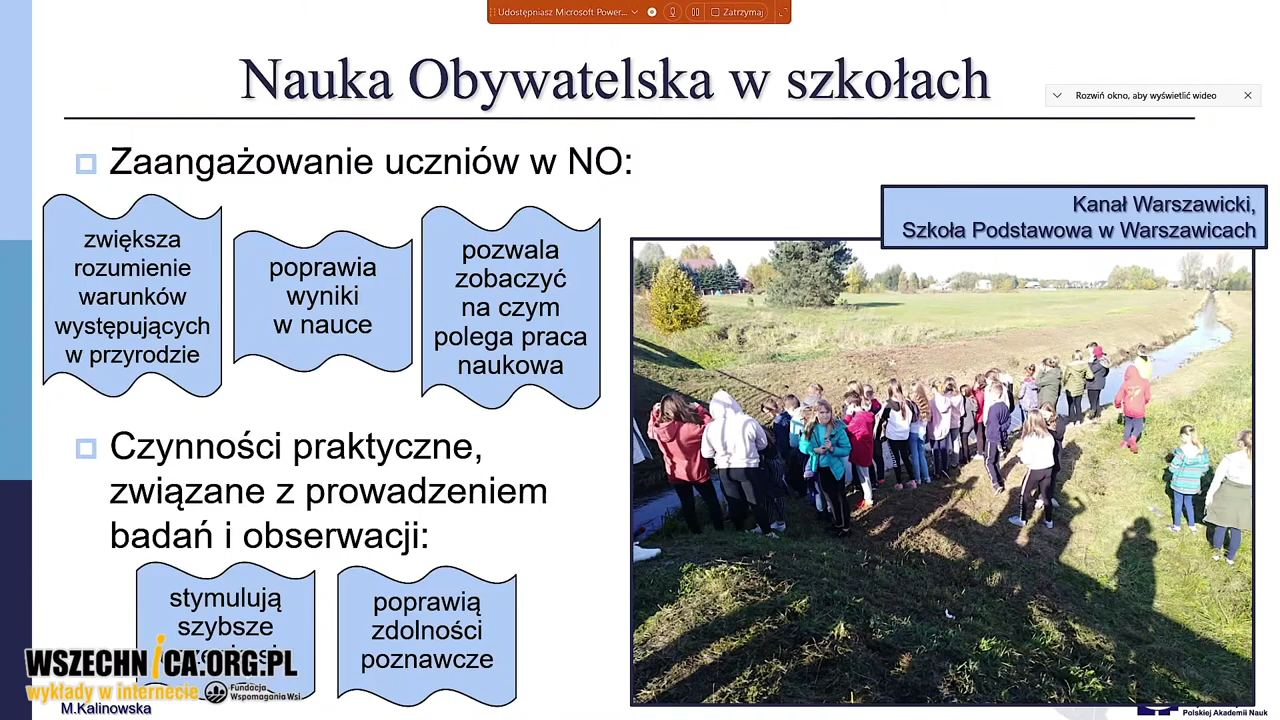 Udostępniasz Microsoft Power...
Zatrzymaj
Nauka Obywatelska w szkołach
Rozwiń okno, aby wyświetlić wideo
Zaangażowanie uczniów w NO:
Kanał Warszawicki,
Szkoła Podstawowa w Warszawicach
zwiększa
rozumienie
warunków
występujących
w przyrodzie
poprawia
wyniki
w nauce
pozwala
zobaczyć
na czym
polega praca
naukowa
Czynności praktyczne,
związane z prowadzeniem
badań i obserwacji:
stymulują
szybsze
poprawią
zdolności
poznawcze
WSZECHNICA.ORG.PL
wykłady w internecie
Fundacja
Wspomagania Wsi
M.Kalinowska
Polskiej Akademii Nauk